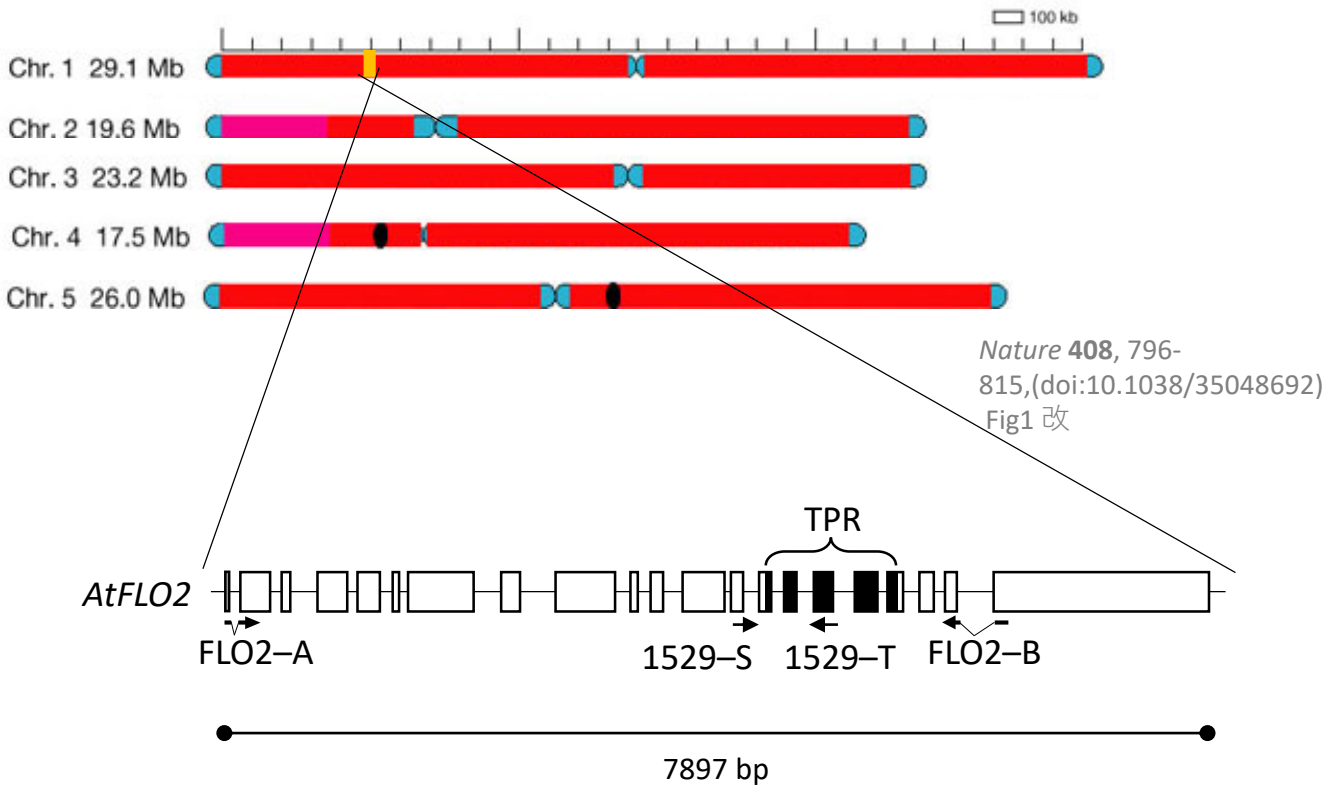 100 kb
Chr. 1 29.1 Mb
Chr. 2 19.6 Mb
Chr. 3 23.2 Mb
Chr. 4 17.5 Mb
Chr. 5 26.0 Mb
Nature 408, 796-
815,(doi:10.1038/35048692)
Fig1 改
TPR
AtFLO2
FLO2–A
1529–S
1529–T
FLO2–B
7897 bp